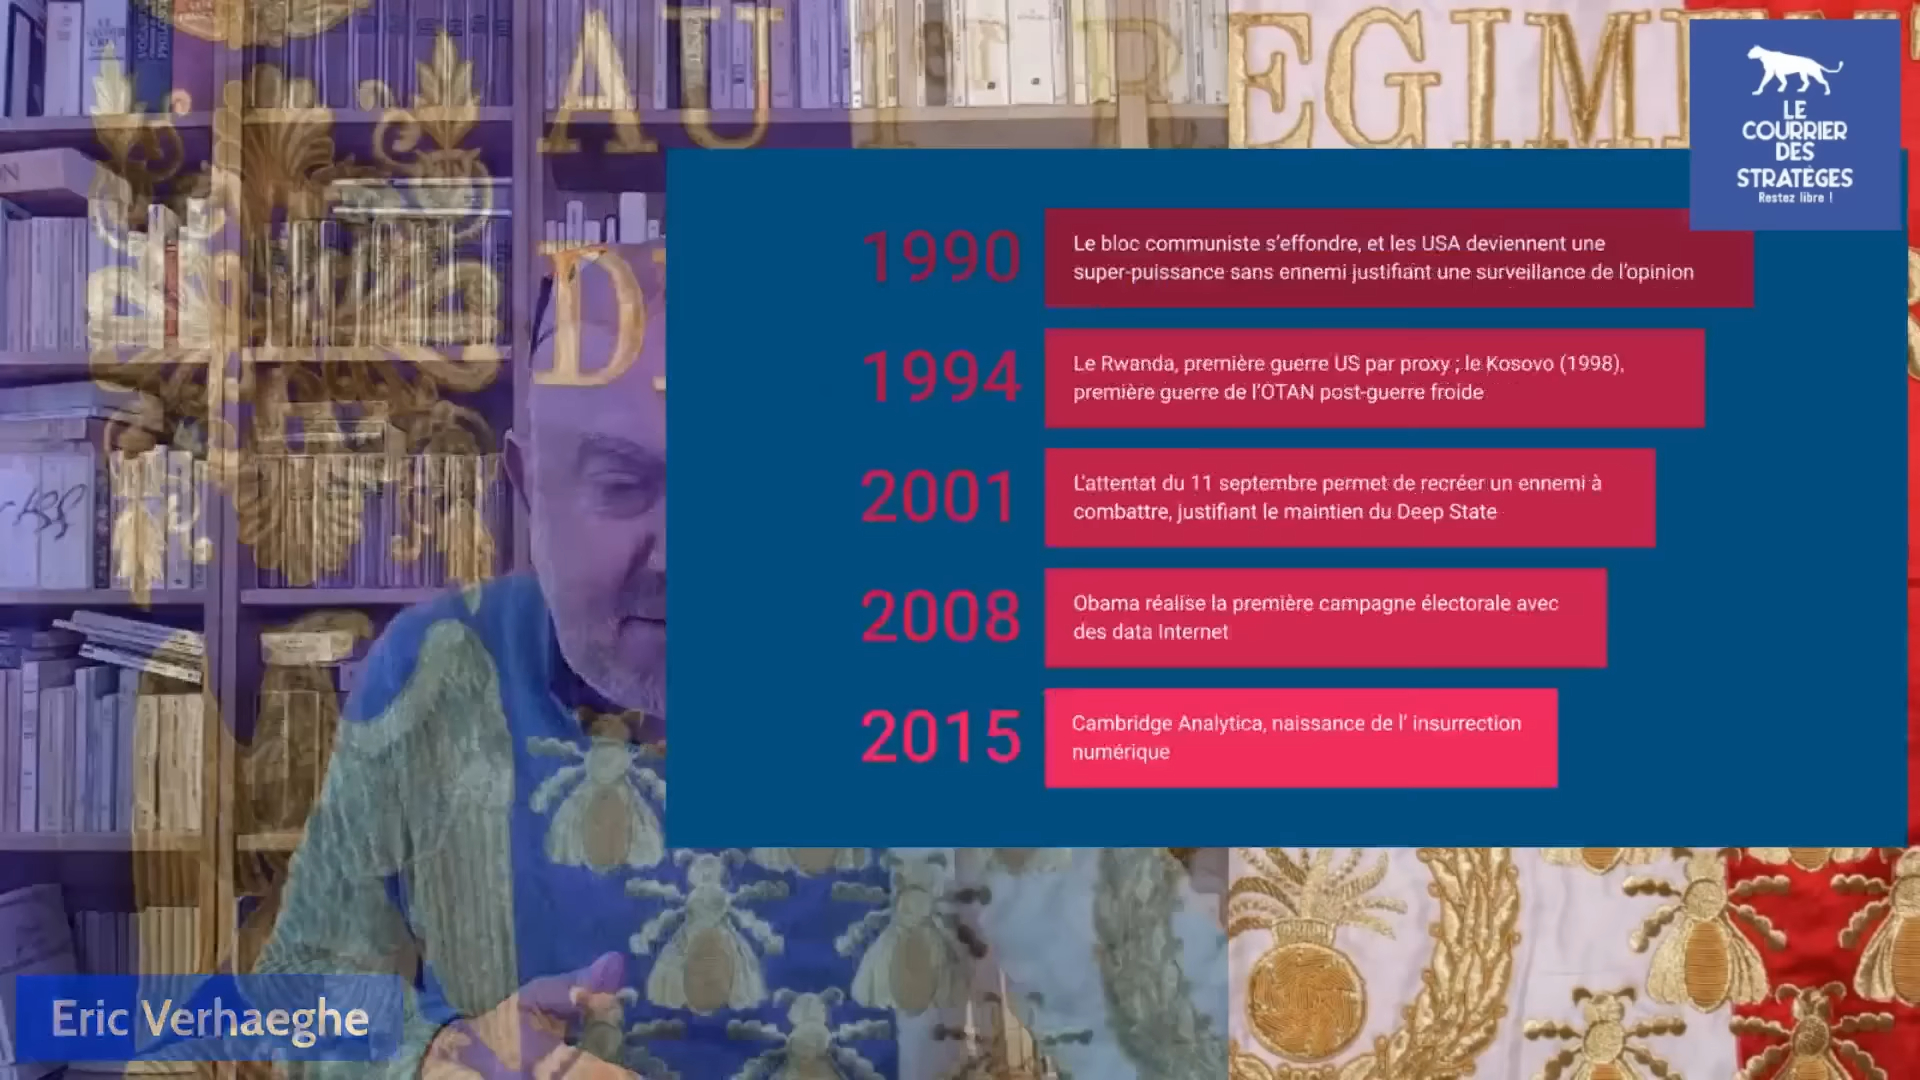 AU 1er REGIM
LE
COURRIER
DES
STRATÈGES
Restez libre !
D
1990
Le bloc communiste s’effondre, et les USA deviennent une
super-puissance sans ennemi justifiant une surveillance de l’opinion
1994
Le Rwanda, première guerre US par proxy ; le Kosovo (1998),
première guerre de l’OTAN post-guerre froide
2001
L’attentat du 11 septembre permet de recréer un ennemi à
combattre, justifiant le maintien du Deep State
2008
Obama réalise la première campagne électorale avec
des data Internet
2015
Cambridge Analytica, naissance de l’ insurrection
numérique
Eric Verhaeghe